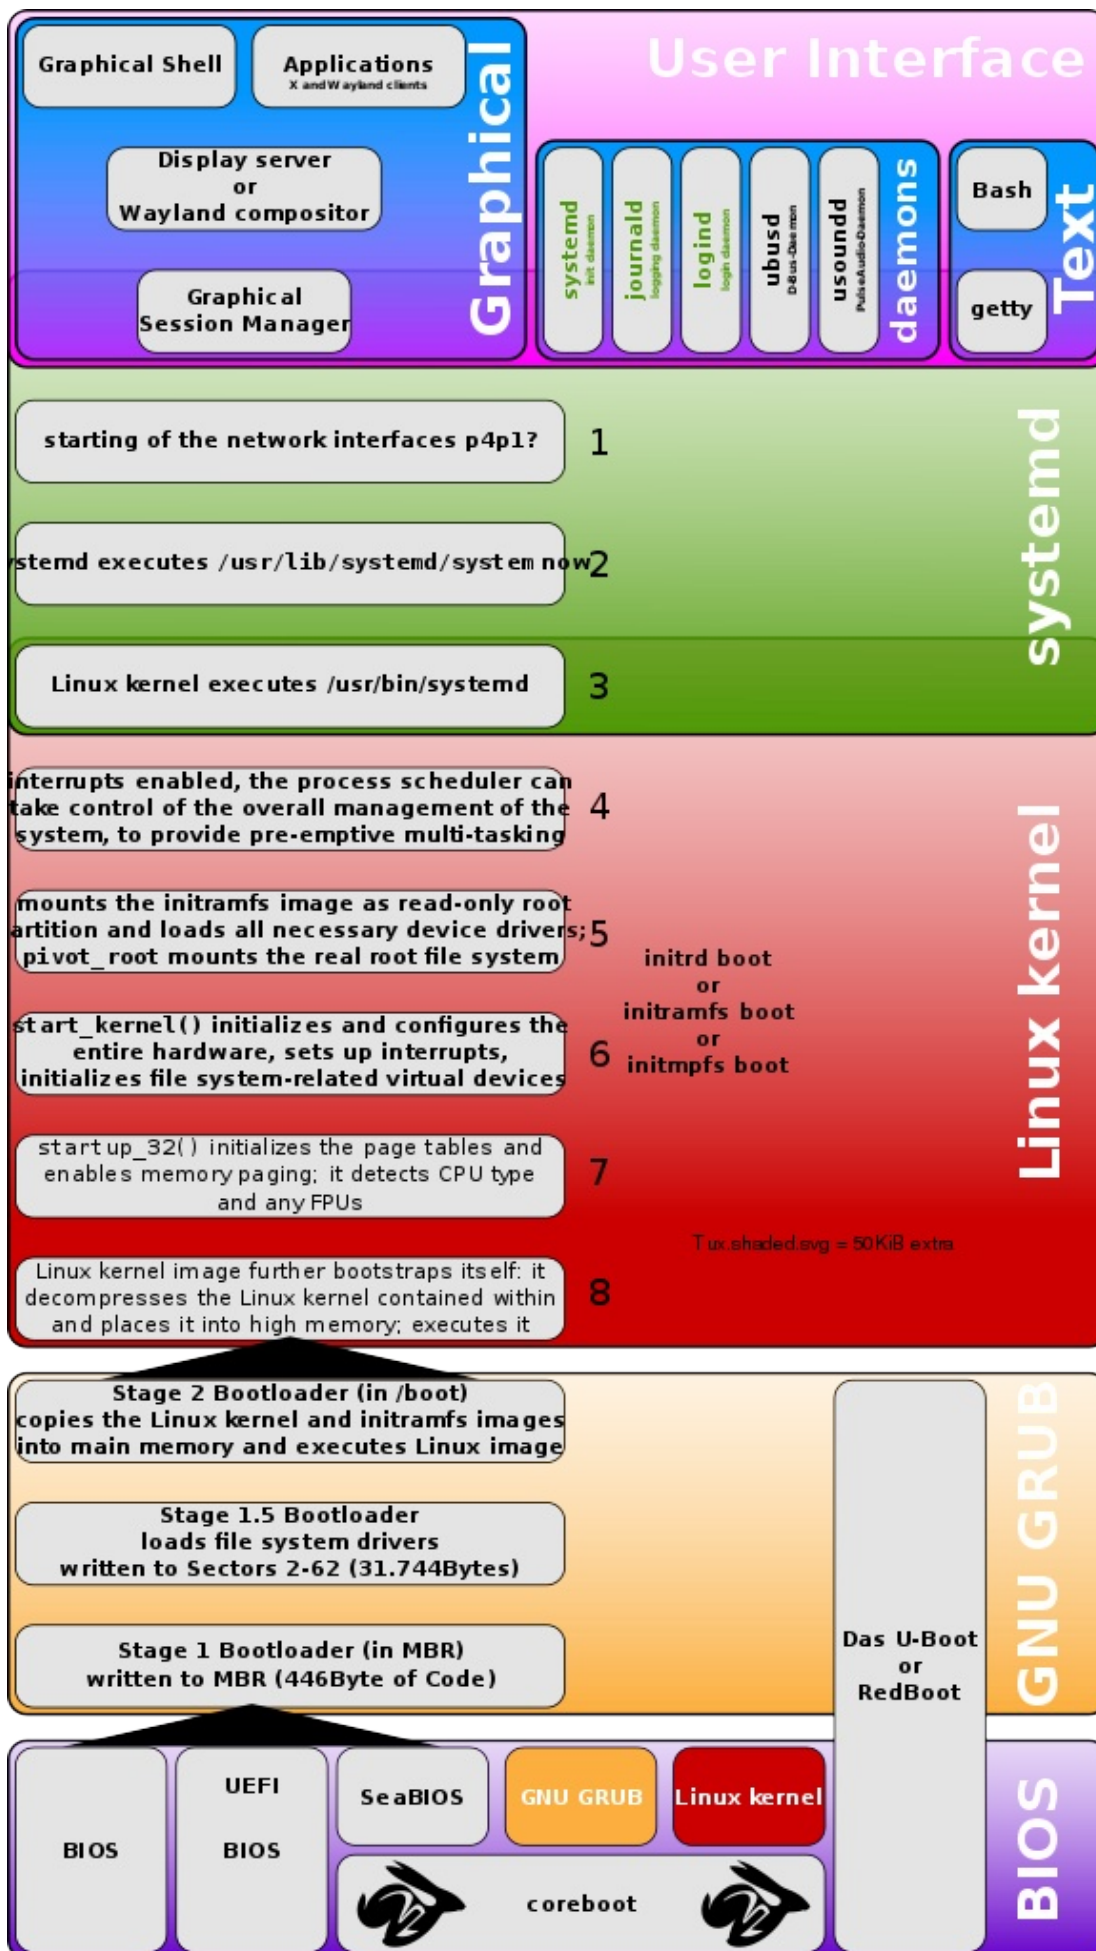 User Interface
Graphical
Graphical Shell
Applications
X and Wayland clients
Display server
or
Wayland compositor
Graphical
Session Manager
daemons
systemd
init daemon
journald
logging daemon
logind
login daemon
ubusd
D-Bus-Daemon
usoundd
PulseAudio-Daemon
Text
Bash
getty
systemd
starting of the network interfaces p4p1?
1
ystemd executes /usr/lib/systemd/system now
2
Linux kernel executes /usr/bin/systemd
3
Linux kernel
interrupts enabled, the process scheduler can
take control of the overall management of the
system, to provide pre-emptive multi-tasking
4
mounts the initramfs image as read-only root
artition and loads all necessary device drivers;
pivot_root mounts the real root file system
5
initrd boot
or
initramfs boot
or
initmpfs boot
start_kernel() initializes and configures the
entire hardware, sets up interrupts,
initializes file system-related virtual devices
6
startup_32() initializes the page tables and
enables memory paging; it detects CPU type
and any FPUs
7
Tux.shaded.svg = 50KiB extra
Linux kernel image further bootstraps itself: it
decompresses the Linux kernel contained within
and places it into high memory; executes it
8
GNU GRUB
Stage 2 Bootloader (in /boot)
copies the Linux kernel and initramfs images
into main memory and executes Linux image
Stage 1.5 Bootloader
loads file system drivers
written to Sectors 2-62 (31.744Bytes)
Stage 1 Bootloader (in MBR)
written to MBR (446Byte of Code)
Das U-Boot
or
RedBoot
BIOS
BIOS
UEFI
BIOS
SeaBIOS
GNU GRUB
Linux kernel
coreboot